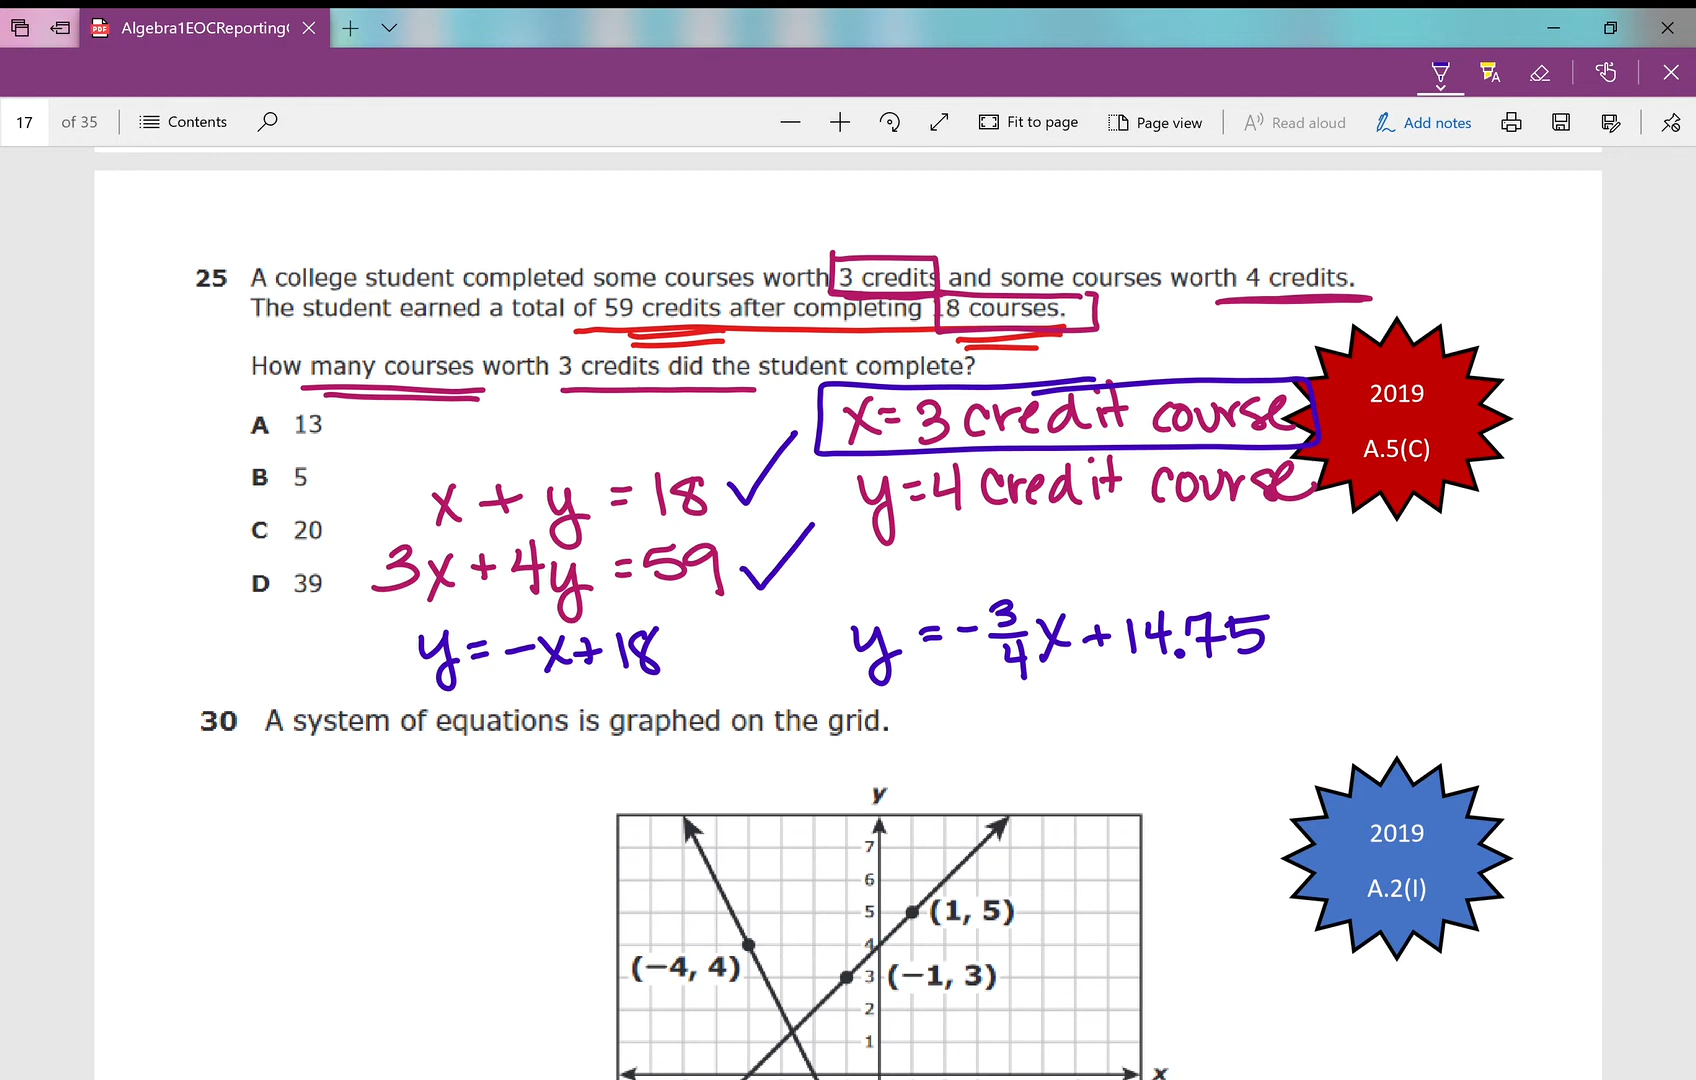 Algebra1EOCReporting
17 of 35 Contents Fit to page Page view Read aloud Add notes
25 A college student completed some courses worth 3 credits and some courses worth 4 credits.
The student earned a total of 59 credits after completing 18 courses.
How many courses worth 3 credits did the student complete?
A 13
B 5
C 20
D 39
x = 3 credit course
y = 4 credit course
x + y = 18
3x + 4y = 59
y = -x + 18
y = -3/4 x + 14.75
2019
A.5(C)
30 A system of equations is graphed on the grid.
y
7
6
5
4
3
2
1
(1, 5)
(−4, 4)
(−1, 3)
x
2019
A.2(I)